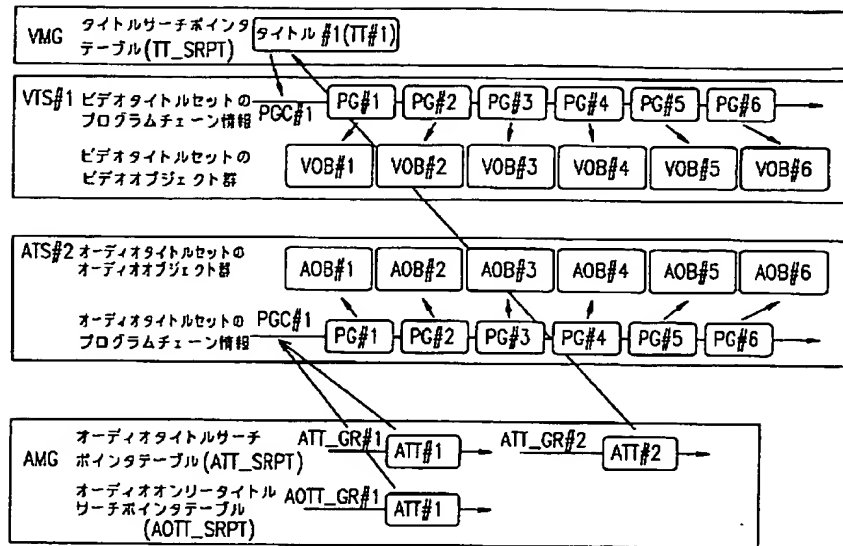 VMG タイトルサーチポインタ
テーブル(TT_SRPT)
タイトル #1(TT#1)
VTS#1 ビデオタイトルセットの
プログラムチェーン情報
PGC#1
PG#1 PG#2 PG#3 PG#4 PG#5 PG#6
ビデオタイトルセットの
ビデオオブジェクト群
VOB#1 VOB#2 VOB#3 VOB#4 VOB#5 VOB#6
ATS#2 オーディオタイトルセットの
オーディオオブジェクト群
AOB#1 AOB#2 AOB#3 AOB#4 AOB#5 AOB#6
オーディオタイトルセットの
プログラムチェーン情報
PGC#1
PG#1 PG#2 PG#3 PG#4 PG#5 PG#6
AMG
オーディオタイトルサーチ
ポインタテーブル(ATT_SRPT)
ATT_GR#1 ATT#1 ATT_GR#2 ATT#2
オーディオオンリータイトル
サーチポインタテーブル
(AOTT_SRPT)
AOTT_GR#1 ATT#1